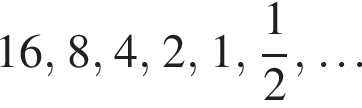 16, 8, 4, 2, 1, 1/2, …